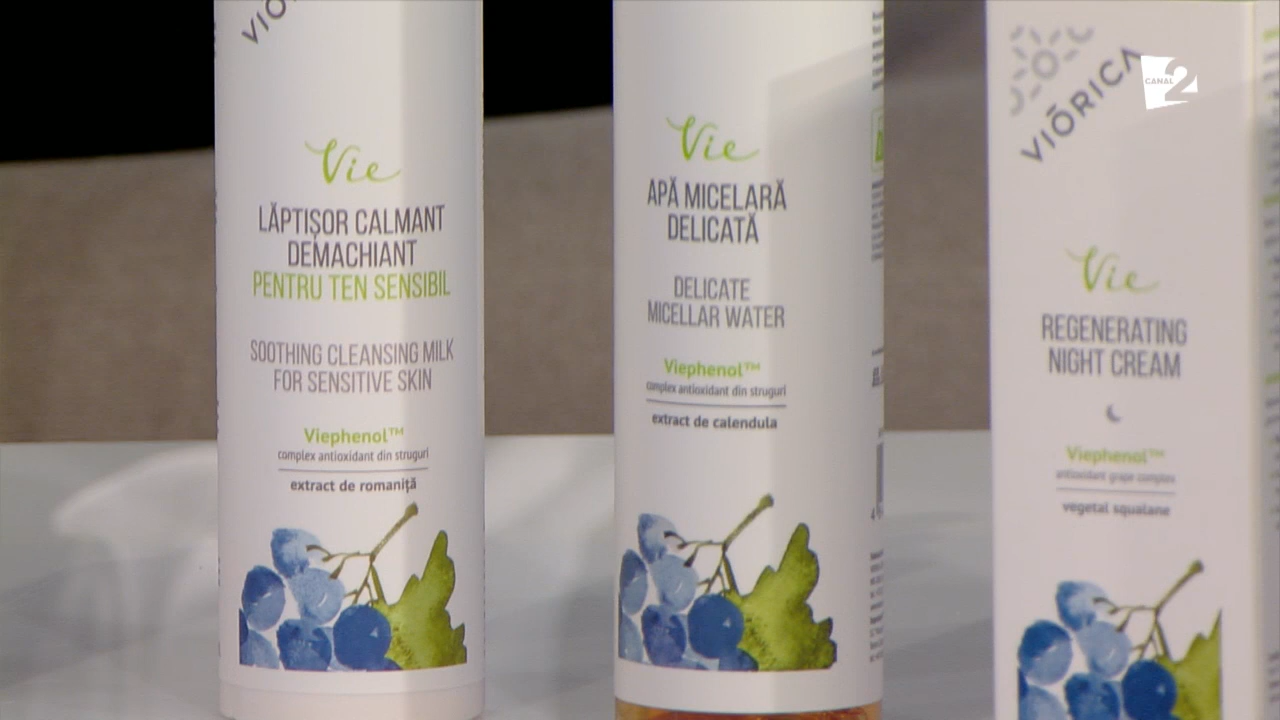 VIŌR
Vie
LĂPTIȘOR CALMANT
DEMACHIANT
PENTRU TEN SENSIBIL
SOOTHING CLEANSING MILK
FOR SENSITIVE SKIN
Viephenol™
complex antioxidant din struguri
extract de romaniță
Vie
APĂ MICELARĂ
DELICATĂ
DELICATE
MICELLAR WATER
Viephenol™
complex antioxidant din struguri
extract de calendula
VIŌRICA
CANAL 2
Vie
REGENERATING
NIGHT CREAM
Viephenol™
antioxidant grape complex
vegetal squalane